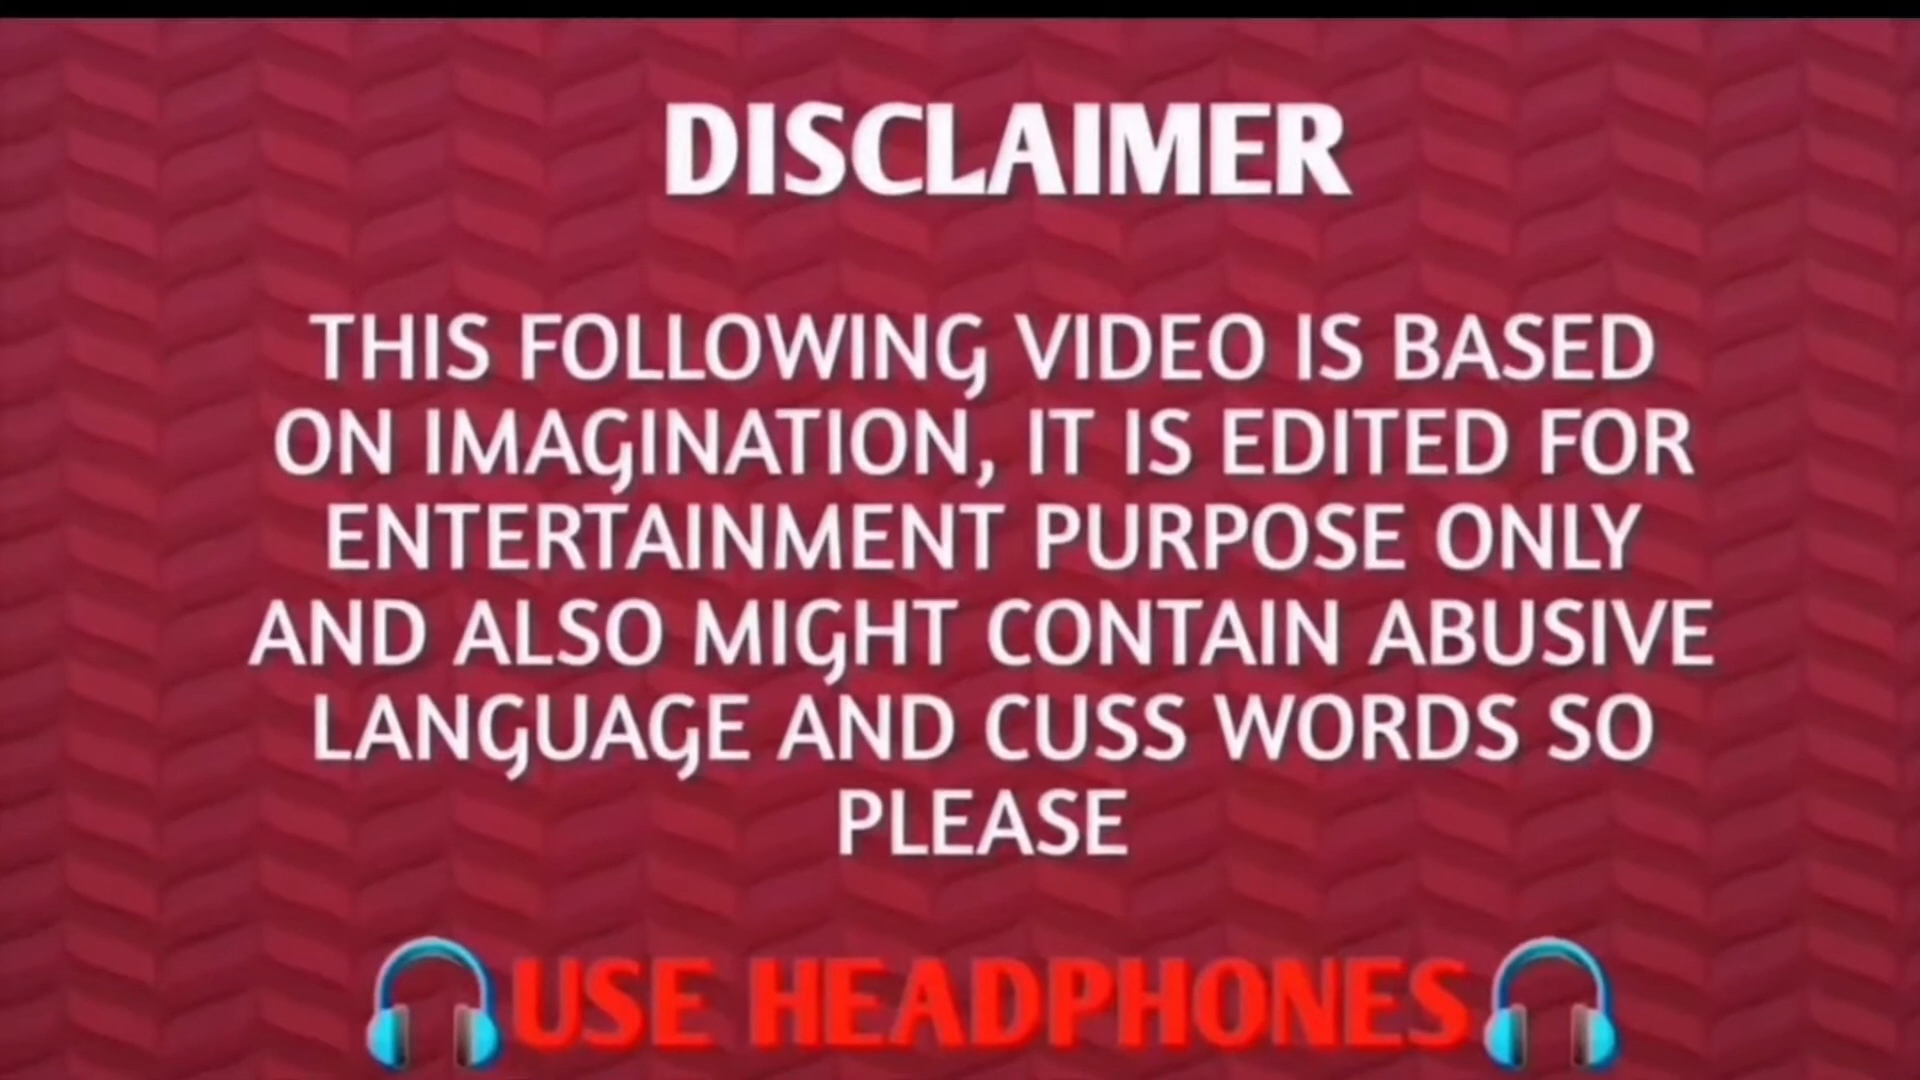 DISCLAIMER
THIS FOLLOWING VIDEO IS BASED
ON IMAGINATION, IT IS EDITED FOR
ENTERTAINMENT PURPOSE ONLY
AND ALSO MIGHT CONTAIN ABUSIVE
LANGUAGE AND CUSS WORDS SO
PLEASE
USE HEADPHONES